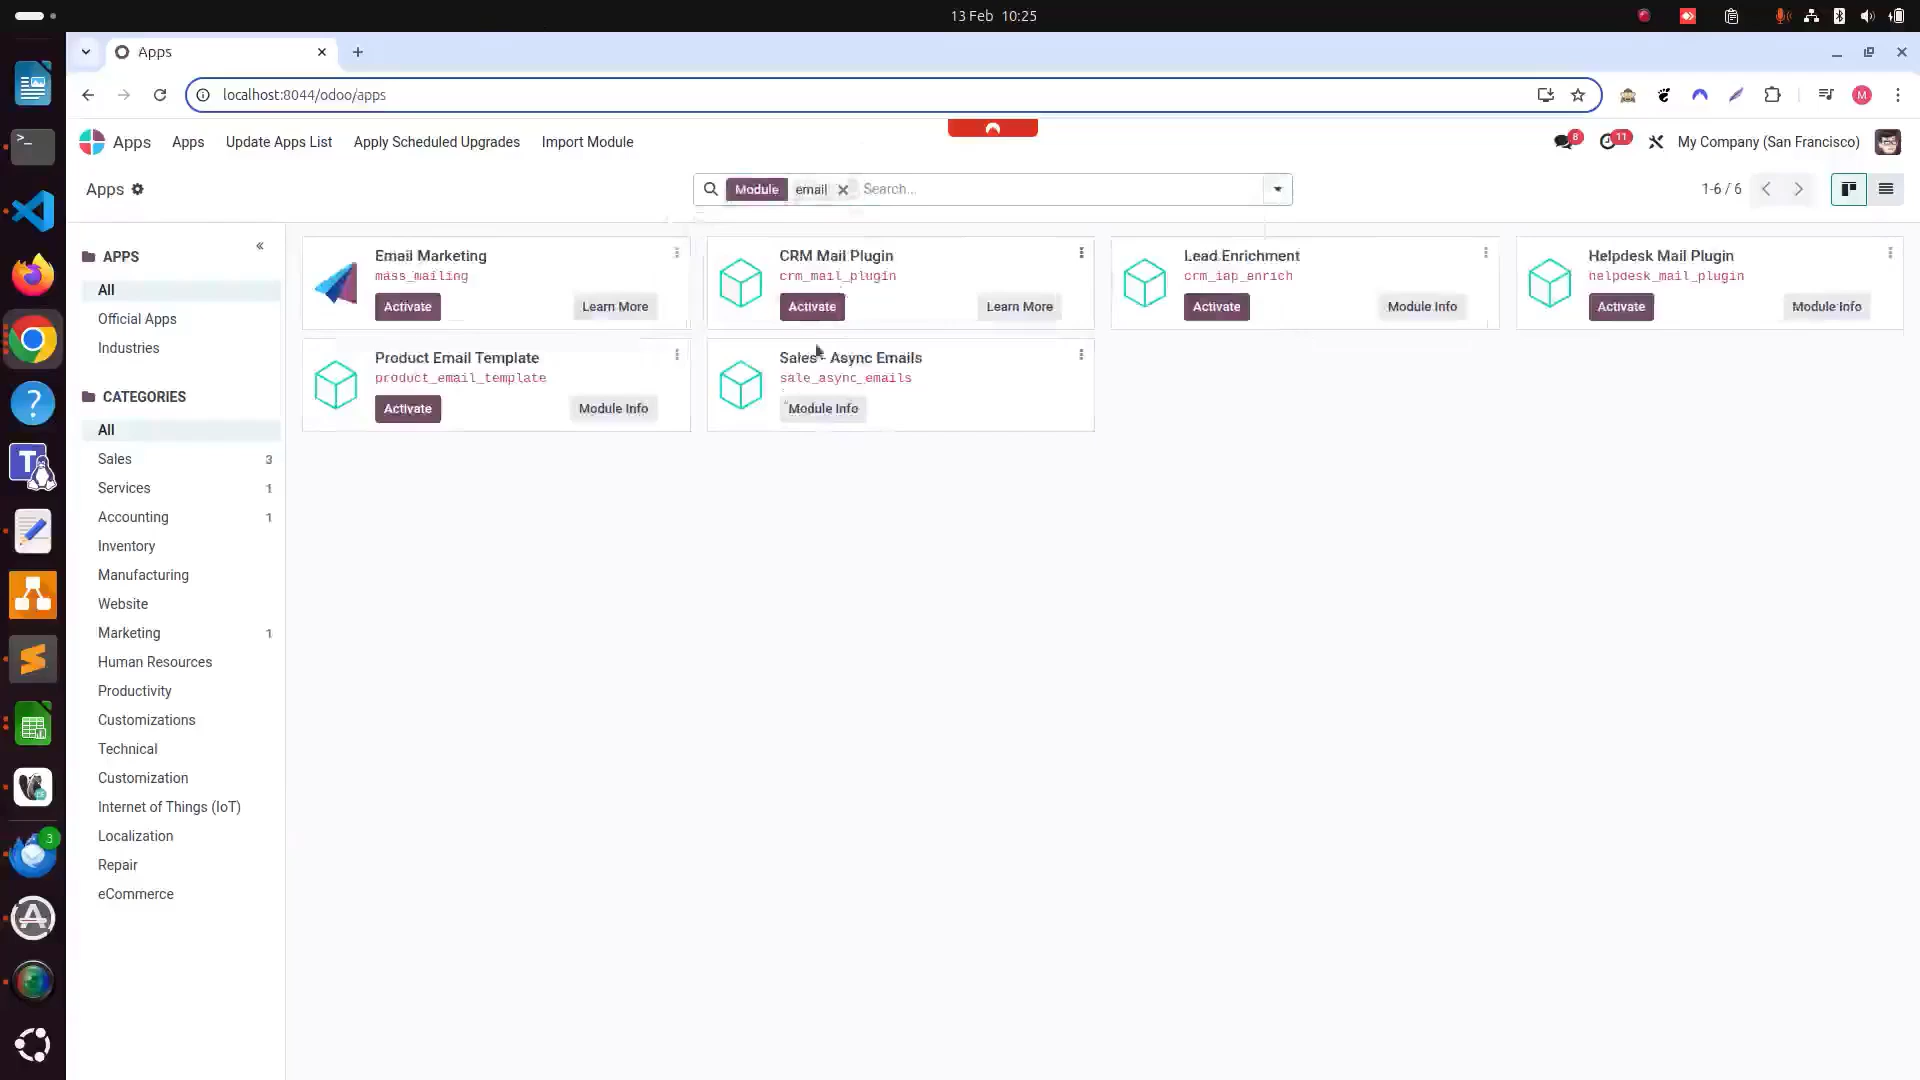 13 Feb 10:25
Apps
localhost:8044/odoo/apps
M
Apps Apps Update Apps List Apply Scheduled Upgrades Import Module
8 11 My Company (San Francisco)
Apps
Module email Search...
1-6 / 6
APPS
All
Official Apps
Industries
CATEGORIES
All
Sales 3
Services 1
Accounting 1
Inventory
Manufacturing
Website
Marketing 1
Human Resources
Productivity
Customizations
Technical
Customization
Internet of Things (IoT)
Localization
Repair
eCommerce
Email Marketing
mass_mailing
Activate Learn More
CRM Mail Plugin
crm_mail_plugin
Activate Learn More
Lead Enrichment
crm_iap_enrich
Activate Module Info
Helpdesk Mail Plugin
helpdesk_mail_plugin
Activate Module Info
Product Email Template
product_email_template
Activate Module Info
Sales - Async Emails
sale_async_emails
Module Info
3